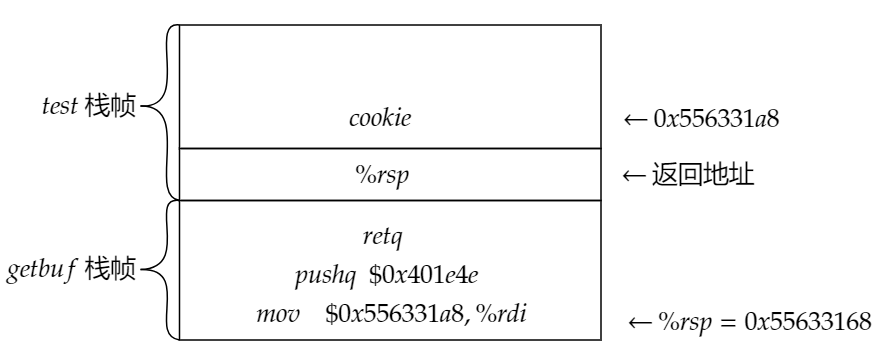 test 栈帧
cookie
← 0x556331a8
%rsp
← 返回地址
getbuf 栈帧
retq
pushq $0x401e4e
mov $0x556331a8, %rdi
← %rsp = 0x55633168